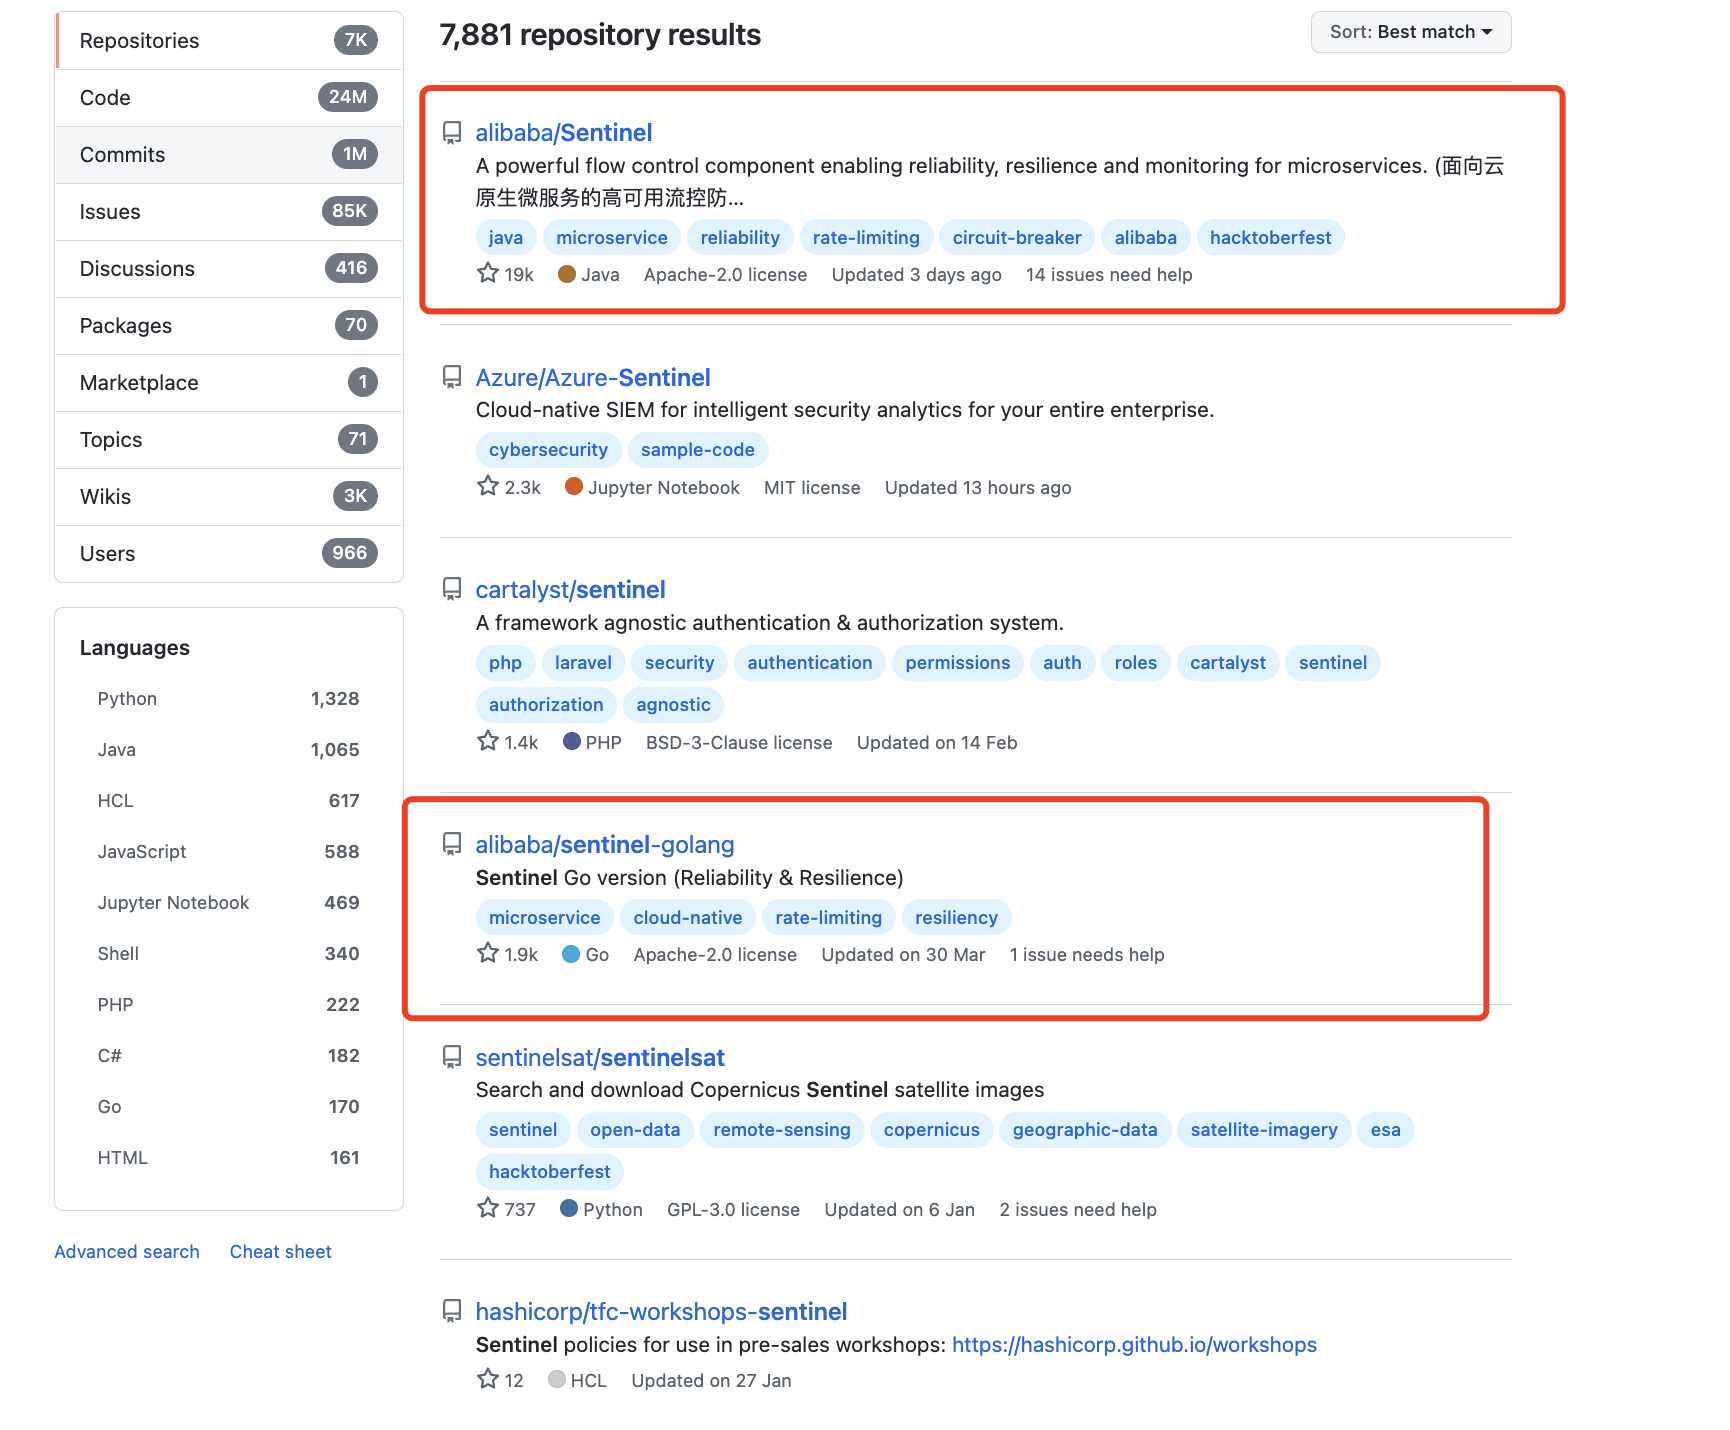 Repositories 7K
Code 24M
Commits 1M
Issues 85K
Discussions 416
Packages 70
Marketplace 1
Topics 71
Wikis 3K
Users 966
Languages
Python 1,328
Java 1,065
HCL 617
JavaScript 588
Jupyter Notebook 469
Shell 340
PHP 222
C# 182
Go 170
HTML 161
Advanced search Cheat sheet
7,881 repository results
Sort: Best match
alibaba/Sentinel
A powerful flow control component enabling reliability, resilience and monitoring for microservices. (面向云
原生微服务的高可用流控防...
java microservice reliability rate-limiting circuit-breaker alibaba hacktoberfest
19k Java Apache-2.0 license Updated 3 days ago 14 issues need help
Azure/Azure-Sentinel
Cloud-native SIEM for intelligent security analytics for your entire enterprise.
cybersecurity sample-code
2.3k Jupyter Notebook MIT license Updated 13 hours ago
cartalyst/sentinel
A framework agnostic authentication & authorization system.
php laravel security authentication permissions auth roles cartalyst sentinel
authorization agnostic
1.4k PHP BSD-3-Clause license Updated on 14 Feb
alibaba/sentinel-golang
Sentinel Go version (Reliability & Resilience)
microservice cloud-native rate-limiting resiliency
1.9k Go Apache-2.0 license Updated on 30 Mar 1 issue needs help
sentinelsat/sentinelsat
Search and download Copernicus Sentinel satellite images
sentinel open-data remote-sensing copernicus geographic-data satellite-imagery esa
hacktoberfest
737 Python GPL-3.0 license Updated on 6 Jan 2 issues need help
hashicorp/tfc-workshops-sentinel
Sentinel policies for use in pre-sales workshops: https://hashicorp.github.io/workshops
12 HCL Updated on 27 Jan